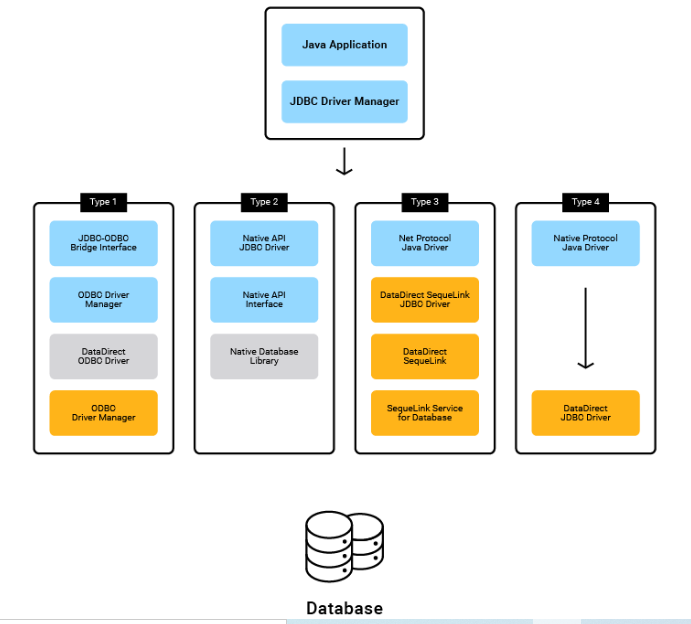 Java Application
JDBC Driver Manager
Type 1
JDBC-ODBC
Bridge Interface
ODBC Driver
Manager
DataDirect
ODBC Driver
ODBC
Driver Manager
Type 2
Native API
JDBC Driver
Native API
Interface
Native Database
Library
Type 3
Net Protocol
Java Driver
DataDirect SequeLink
JDBC Driver
DataDirect
SequeLink
SequeLink Service
for Database
Type 4
Native Protocol
Java Driver
DataDirect
JDBC Driver
Database